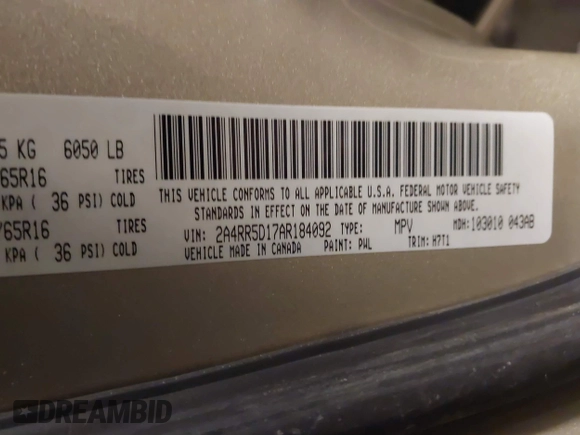 5 KG 6050 LB
65R16 TIRES
KPA ( 36 PSI) COLD
/65R16 TIRES
KPA ( 36 PSI) COLD
THIS VEHICLE CONFORMS TO ALL APPLICABLE U.S.A. FEDERAL MOTOR VEHICLE SAFETY
STANDARDS IN EFFECT ON THE DATE OF MANUFACTURE SHOWN ABOVE.
VIN: 2A4RR5D17AR184092 TYPE: MPV MDH:103010 043AB
VEHICLE MADE IN CANADA PAINT: PWL TRIM: H7T1
DREAMBID